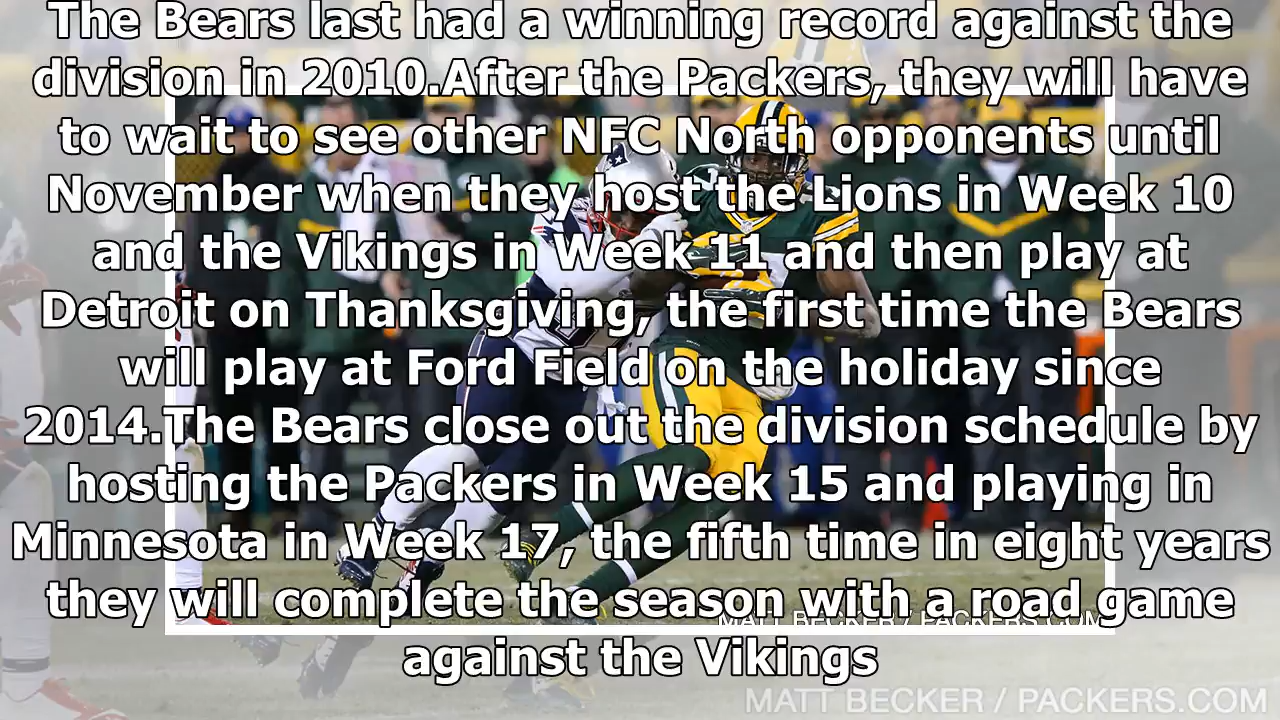 The Bears last had a winning record against the
division in 2010.After the Packers, they will have
to wait to see other NFC North opponents until
November when they host the Lions in Week 10
and the Vikings in Week 11 and then play at
Detroit on Thanksgiving, the first time the Bears
will play at Ford Field on the holiday since
2014.The Bears close out the division schedule by
hosting the Packers in Week 15 and playing in
Minnesota in Week 17, the fifth time in eight years
they will complete the season with a road game
against the Vikings
MATT BECKER / PACKERS.COM
MATT BECKER / PACKERS.COM